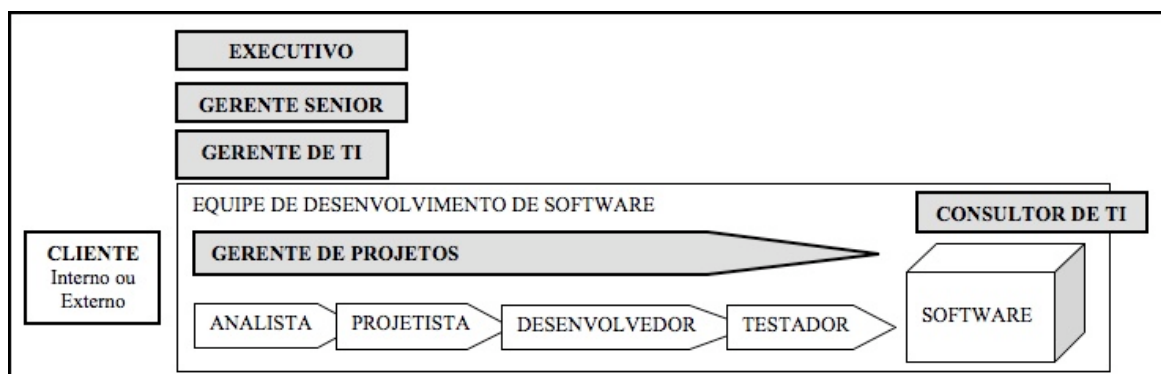 EXECUTIVO
GERENTE SENIOR
GERENTE DE TI
EQUIPE DE DESENVOLVIMENTO DE SOFTWARE
CONSULTOR DE TI
CLIENTE
Interno ou
Externo
GERENTE DE PROJETOS
ANALISTA
PROJETISTA
DESENVOLVEDOR
TESTADOR
SOFTWARE